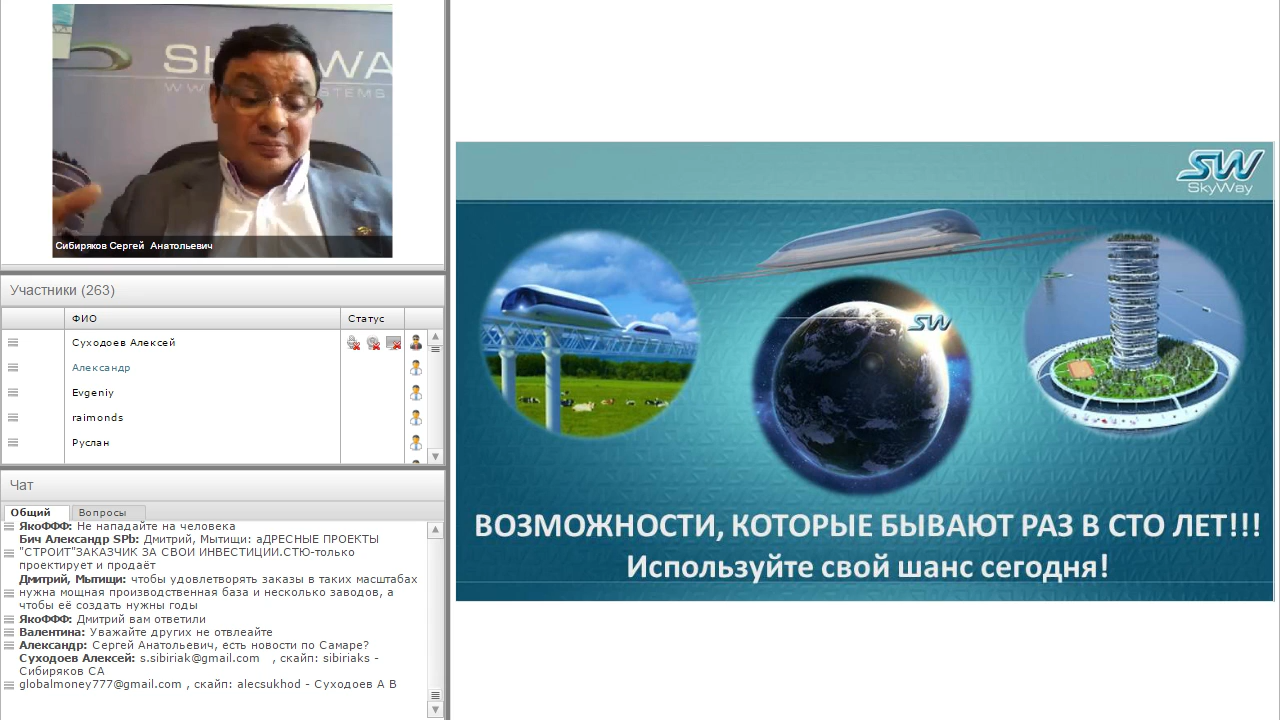 SK WAY
Сибиряков Сергей Анатольевич
Участники (263)
ФИО
Статус
Суходоев Алексей
Александр
Evgeniy
raimonds
Руслан
Чат
Общий
Вопросы
ЯкоФФФ: Не нападайте на человека
Бич Александр SPb: Дмитрий, Мытищи: аДРЕСНЫЕ ПРОЕКТЫ
"СТРОИТ"ЗАКАЗЧИК ЗА СВОИ ИНВЕСТИЦИИ.СТЮ-только
проектирует и продаёт
Дмитрий, Мытищи: чтобы удовлетворять заказы в таких масштабах
нужна мощная производственная база и несколько заводов, а
чтобы её создать нужны годы
ЯкоФФФ: Дмитрий вам ответили
Валентина: Уважайте других не отвлеайте
Александр: Сергей Анатольевич, есть новости по Самаре?
Суходоев Алексей: s.sibiriak@gmail.com , скайп: sibiriaks -
Сибиряков СА
globalmoney777@gmail.com , скайп: alecsukhod - Суходоев А В
SW
SkyWay
SW
ВОЗМОЖНОСТИ, КОТОРЫЕ БЫВАЮТ РАЗ В СТО ЛЕТ!!!
Используйте свой шанс сегодня!